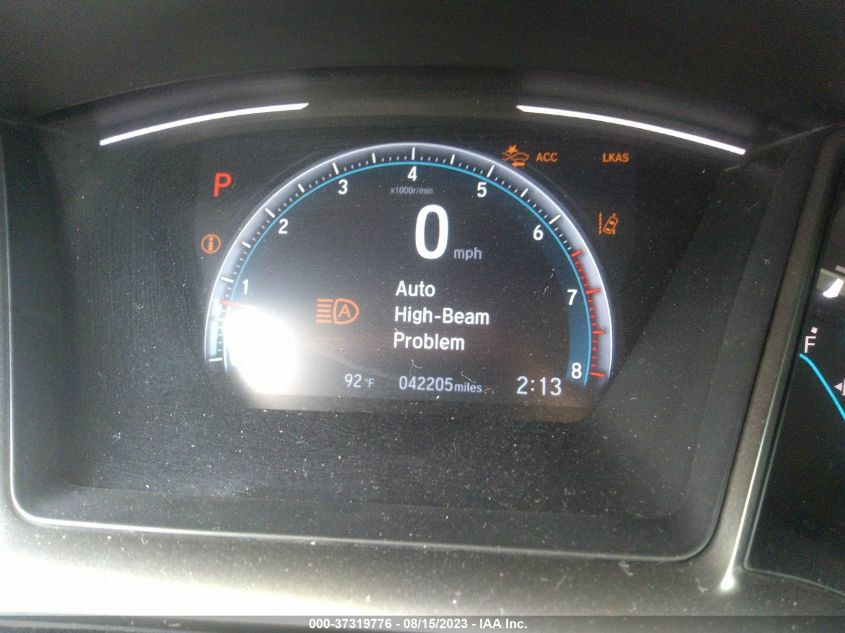 ACC LKAS
P
4
3 5
x1000r/min
2 6
0 mph
1 7
Auto
High-Beam
Problem
A
8
92°F 042205 miles 2:13
F
i
000-37319776 - 08/15/2023 - IAA Inc.